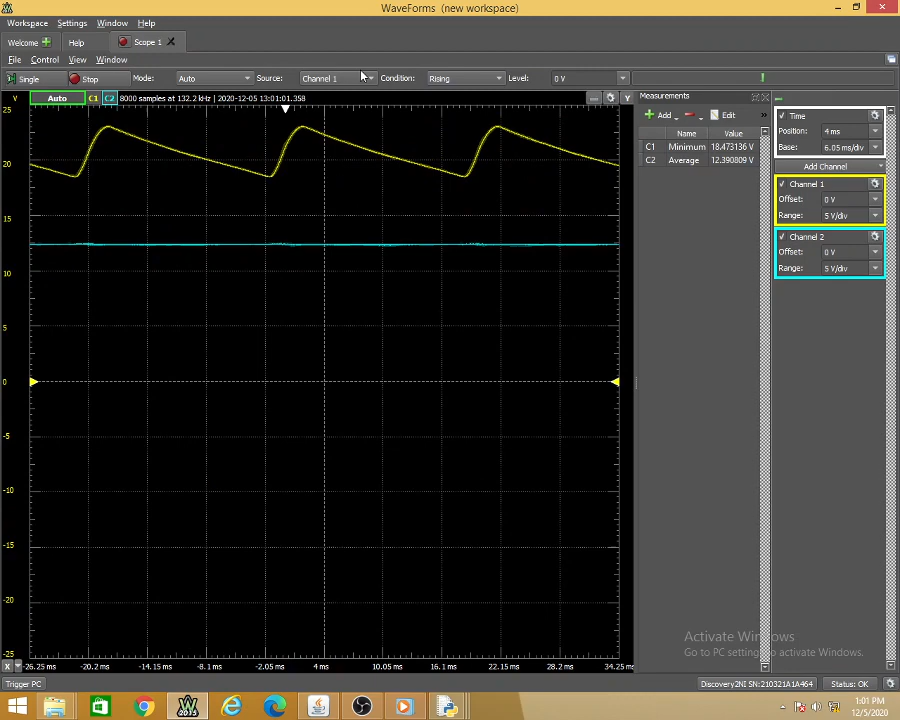 WaveForms (new workspace)
Workspace Settings Window Help
Welcome Help Scope 1
File Control View Window
Single Stop Mode: Auto Source: Channel 1 Condition: Rising Level: 0 V
V Auto C1 C2 8000 samples at 132.2 kHz | 2020-12-05 13:01:01.358 Y
Measurements
Add Edit »
Name Value
C1 Minimum 18.473136 V
C2 Average 12.390809 V
Time
Position: 4 ms
Base: 6.05 ms/div
Add Channel
Channel 1
Offset: 0 V
Range: 5 V/div
Channel 2
Offset: 0 V
Range: 5 V/div
25
20
15
10
5
0
-5
-10
-15
-20
-25
X -26.25 ms -20.2 ms -14.15 ms -8.1 ms -2.05 ms 4 ms 10.05 ms 16.1 ms 22.15 ms 28.2 ms 34.25 ms
Activate Windows
Go to PC settings to activate Windows.
Trigger PC Discovery2NI SN:210321A1A464 Status: OK
W
2015
1:01 PM
12/5/2020